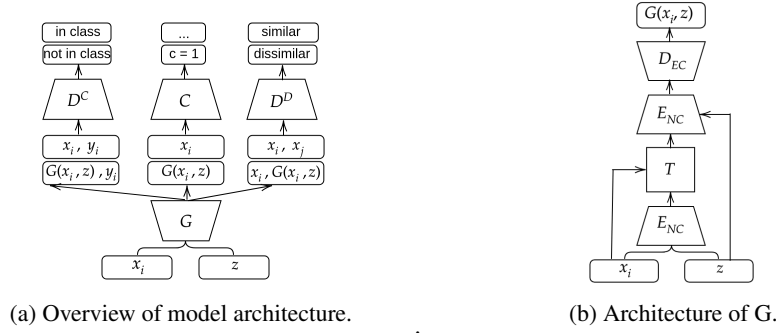 in class
not in class
D^C
x_i, y_i
G(x_i, z), y_i
...
c = 1
C
x_i
G(x_i, z)
similar
dissimilar
D^D
x_i, x_j
x_i, G(x_i, z)
G
x_i
z
(a) Overview of model architecture.
G(x_i, z)
D_EC
E_NC
T
E_NC
x_i
z
(b) Architecture of G.